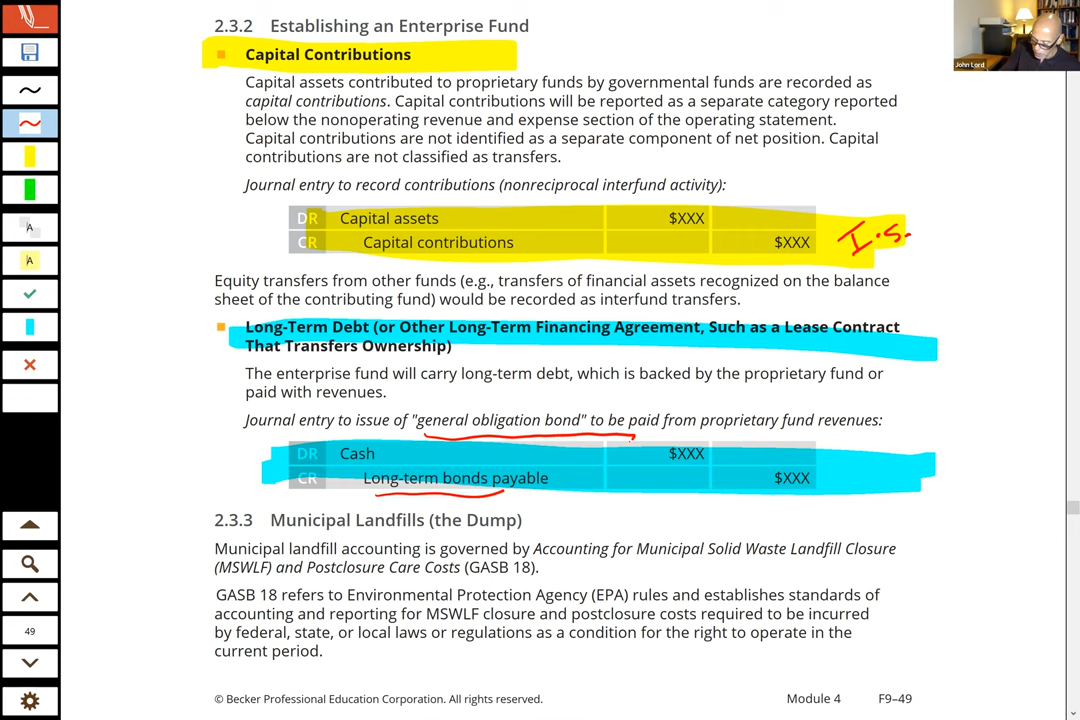 2.3.2 Establishing an Enterprise Fund
Capital Contributions
John Lord
Capital assets contributed to proprietary funds by governmental funds are recorded as
capital contributions. Capital contributions will be reported as a separate category reported
below the nonoperating revenue and expense section of the operating statement.
Capital contributions are not identified as a separate component of net position. Capital
contributions are not classified as transfers.
Journal entry to record contributions (nonreciprocal interfund activity):
DR Capital assets $XXX
CR Capital contributions $XXX
I.S.
Equity transfers from other funds (e.g., transfers of financial assets recognized on the balance
sheet of the contributing fund) would be recorded as interfund transfers.
Long-Term Debt (or Other Long-Term Financing Agreement, Such as a Lease Contract
That Transfers Ownership)
The enterprise fund will carry long-term debt, which is backed by the proprietary fund or
paid with revenues.
Journal entry to issue of "general obligation bond" to be paid from proprietary fund revenues:
DR Cash $XXX
CR Long-term bonds payable $XXX
2.3.3 Municipal Landfills (the Dump)
Municipal landfill accounting is governed by Accounting for Municipal Solid Waste Landfill Closure
(MSWLF) and Postclosure Care Costs (GASB 18).
GASB 18 refers to Environmental Protection Agency (EPA) rules and establishes standards of
accounting and reporting for MSWLF closure and postclosure costs required to be incurred
by federal, state, or local laws or regulations as a condition for the right to operate in the
current period.
© Becker Professional Education Corporation. All rights reserved. Module 4 F9–49
A
A
49